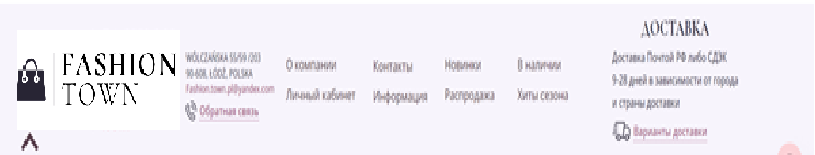 FASHION
TOWN
WÓLCZAŃSKA 55/59 /203
90-608, ŁÓDŹ, POLSKA
Fashion.town.pl@yandex.com
Обратная связь
О компании
Личный кабинет
Контакты
Информация
Новинки
Распродажа
В наличии
Хиты сезона
ДОСТАВКА
Доставка Почтой РФ либо СДЭК
9-28 дней в зависимости от города
и страны доставки
Варианты доставки